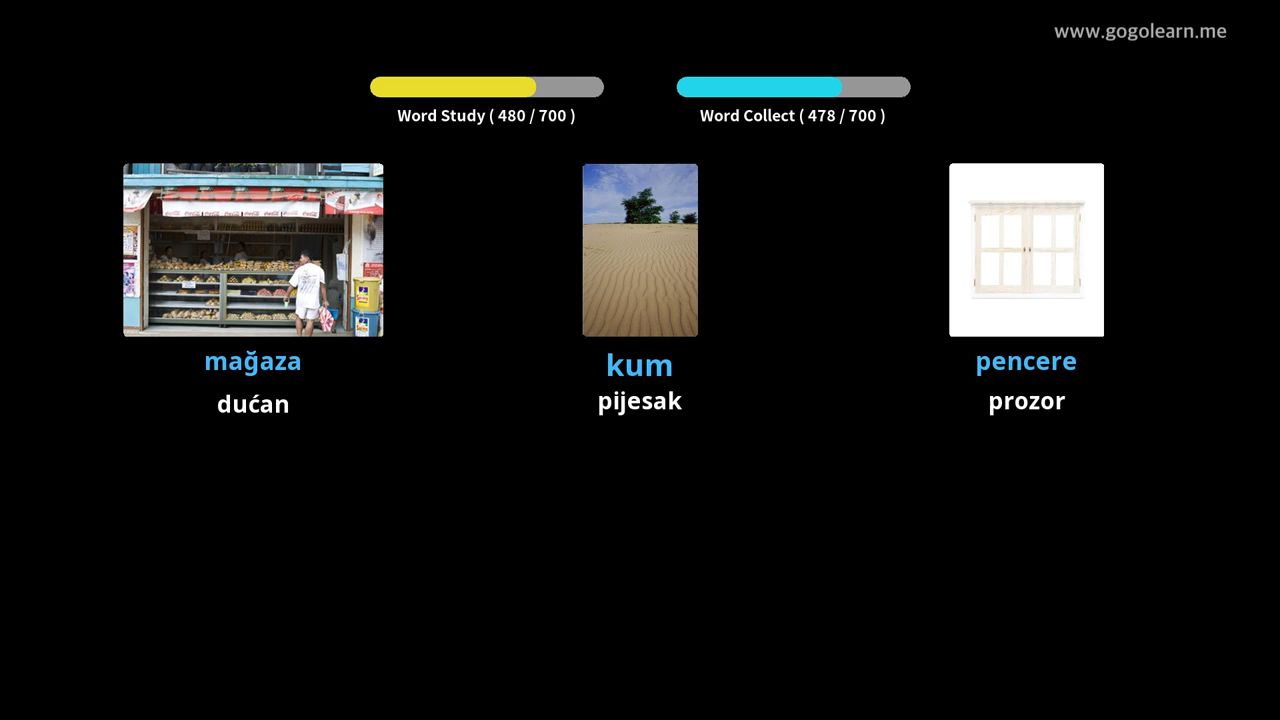 www.gogolearn.me
Word Study ( 480 / 700 )
Word Collect ( 478 / 700 )
mağaza
kum
pencere
dućan
pijesak
prozor